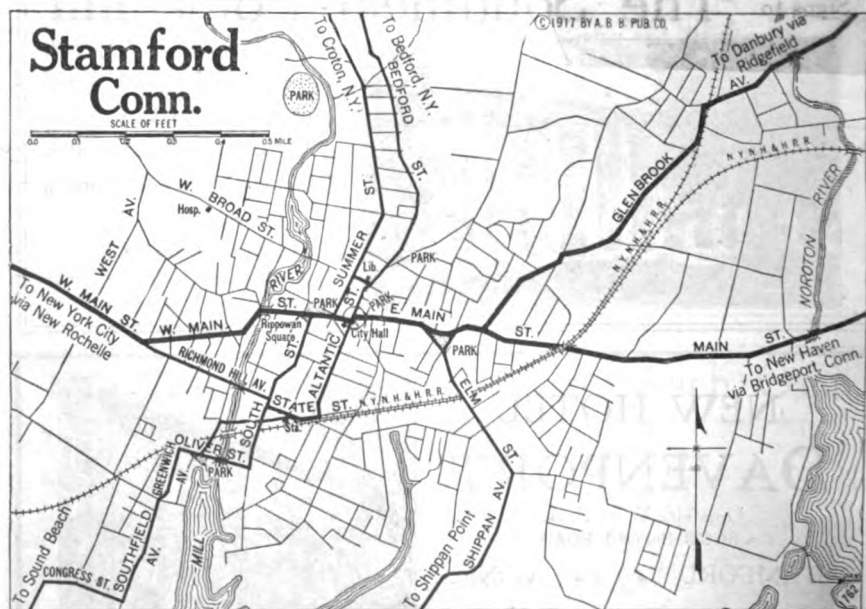 © 1917 BY A. B. B. PUB. CO.
Stamford
Conn.
SCALE OF FEET
0.5 MILE
To Croton, N.Y.
To Bedford, N.Y.
BEDFORD
ST.
To Danbury via
Ridgefield
AV.
PARK
N.Y.N.H.& H.R.R.
GLENBROOK
N.Y.N.H.& H.R.R.
NOROTON
RIVER
W. BROAD ST.
Hosp.
WEST AV.
SUMMER
ST.
PARK
Lib.
RIVER
W. MAIN ST.
To New York City
via New Rochelle
W. MAIN
ST.
PARK
ST.
PARK
E. MAIN
ST.
MAIN
ST.
Rippowan
Square
City Hall
ALTANTIC
PARK
To New Haven
via Bridgeport, Conn.
RICHMOND HILL AV.
SOUTH
ST.
STATE
ST.
N.Y.N.H.& H.R.R.
Sta.
ELM
ST.
OLIVER ST.
PARK
GREENWICH
AV.
SOUTHFIELD
AV.
MILL
SHIPPAN AV.
To Shippan Point
To Sound Beach
CONGRESS ST.